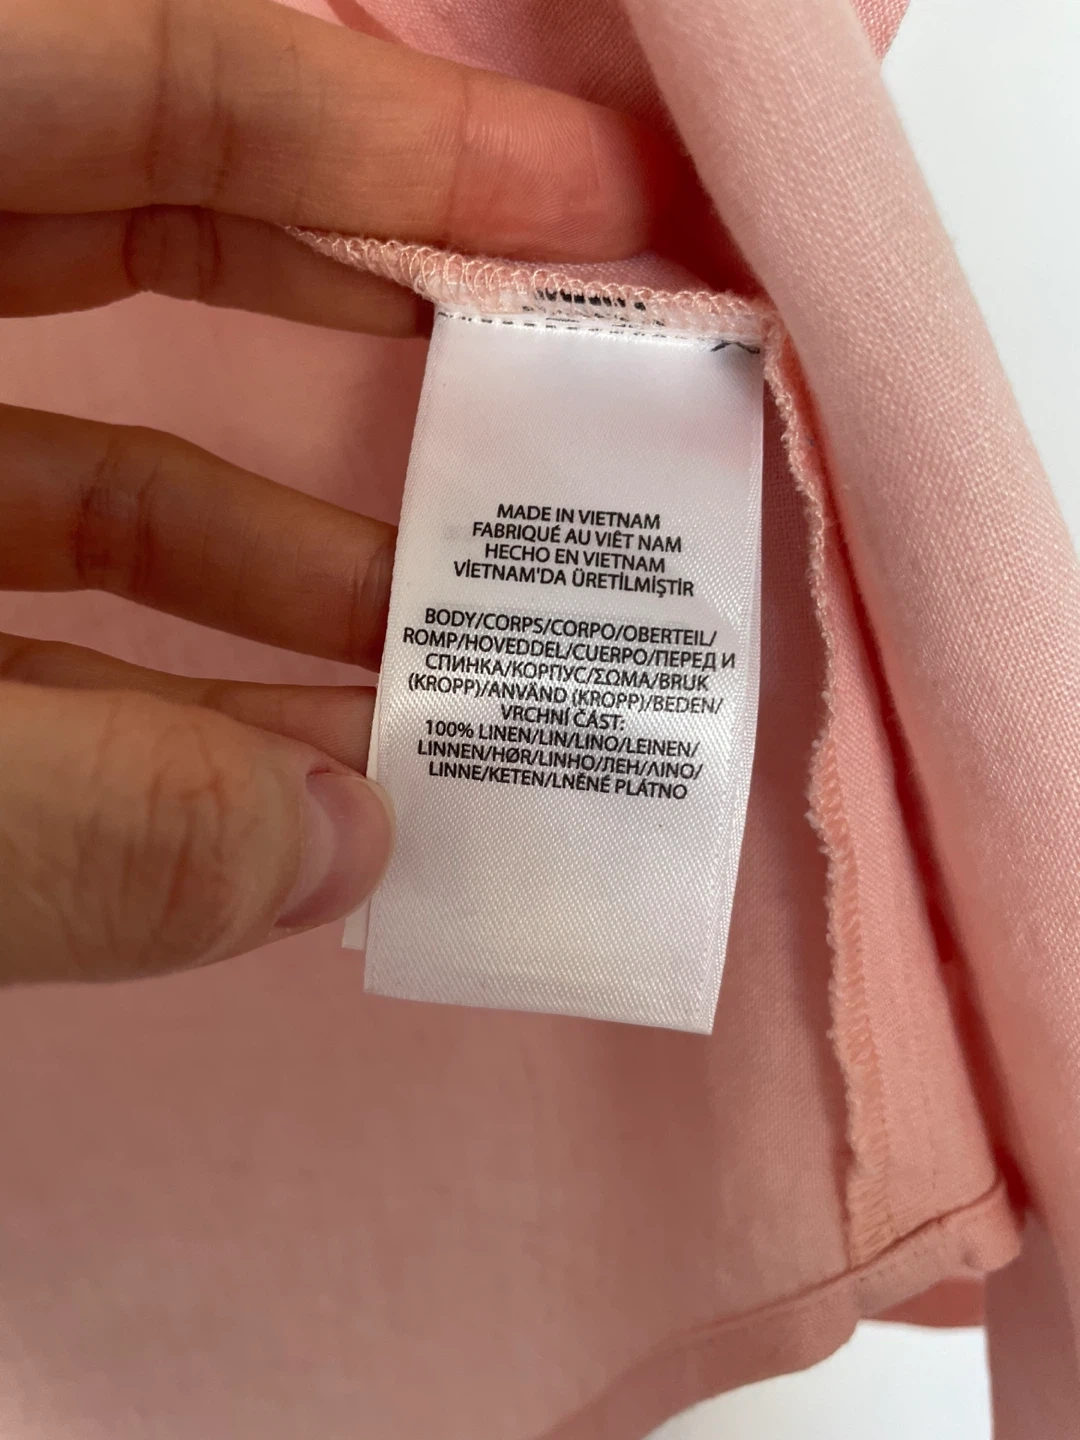 MADE IN VIETNAM
FABRIQUÉ AU VIÊT NAM
HECHO EN VIETNAM
VİETNAM'DA ÜRETİLMİŞTİR
BODY/CORPS/CORPO/OBERTEIL/
ROMP/HOVEDDEL/CUERPO/ПЕРЕД И
СПИНКА/КОРПУС/ΣΩΜΑ/BRUK
(KROPP)/ANVÄND (KROPP)/BEDEN/
VRCHNÍ ČÁST:
100% LINEN/LIN/LINO/LEINEN/
LINNEN/HØR/LINHO/ЛЕН/ΛΙΝΟ/
LINNE/KETEN/LNĚNÉ PLÁTNO